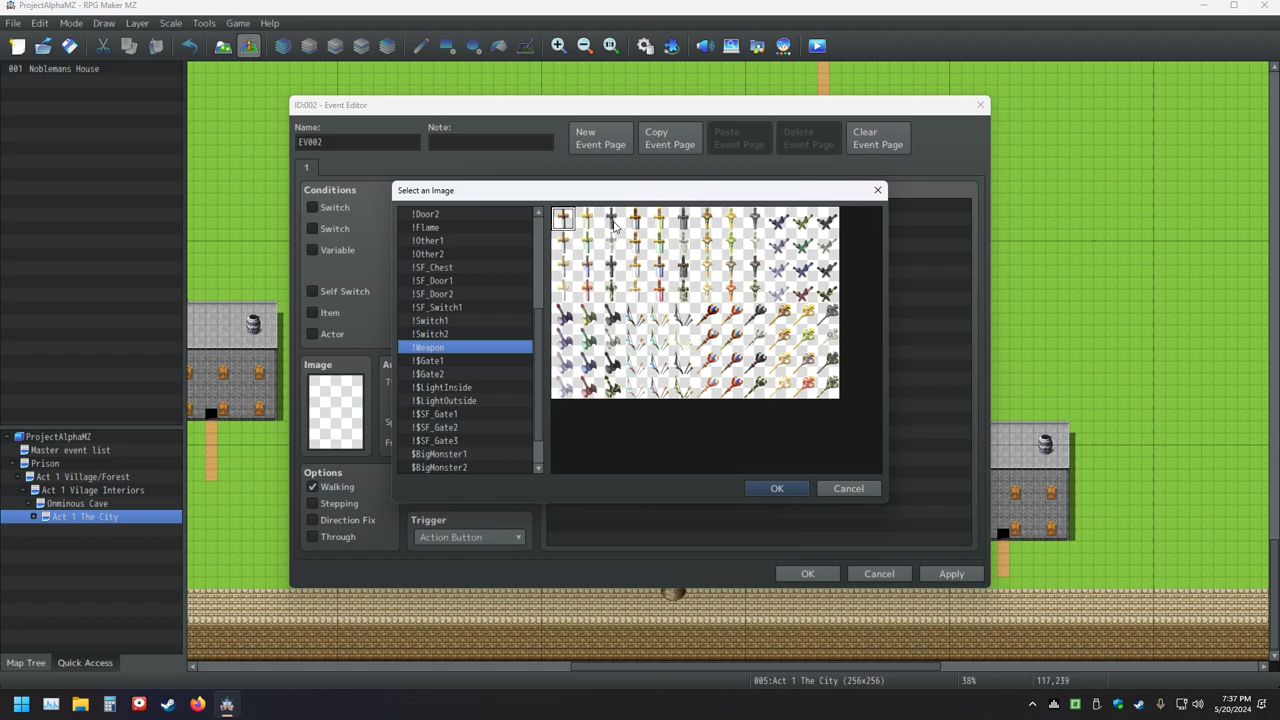 ProjectAlphaMZ - RPG Maker MZ
File Edit Mode Draw Layer Scale Tools Game Help
001 Noblemans House
ID:002 - Event Editor
Name:
Note:
EV002
New Event Page
Copy Event Page
Paste Event Page
Delete Event Page
Clear Event Page
1
Conditions
Switch
Switch
Variable
Self Switch
Item
Actor
Image
Options
Walking
Stepping
Direction Fix
Through
Trigger
Action Button
OK Cancel Apply
Select an Image
!Door2
!Flame
!Other1
!Other2
!SF_Chest
!SF_Door1
!SF_Door2
!SF_Switch1
!Switch1
!Switch2
!Weapon
!$Gate1
!$Gate2
!$LightInside
!$LightOutside
!$SF_Gate1
!$SF_Gate2
!$SF_Gate3
$BigMonster1
$BigMonster2
OK Cancel
ProjectAlphaMZ
Master event list
Prison
Act 1 Village/Forest
Act 1 Vilage Interiors
Onminous Cave
Act 1 The City
Map Tree Quick Access
005:Act 1 The City (256x256) 38% 117,239
7:37 PM
5/20/2024